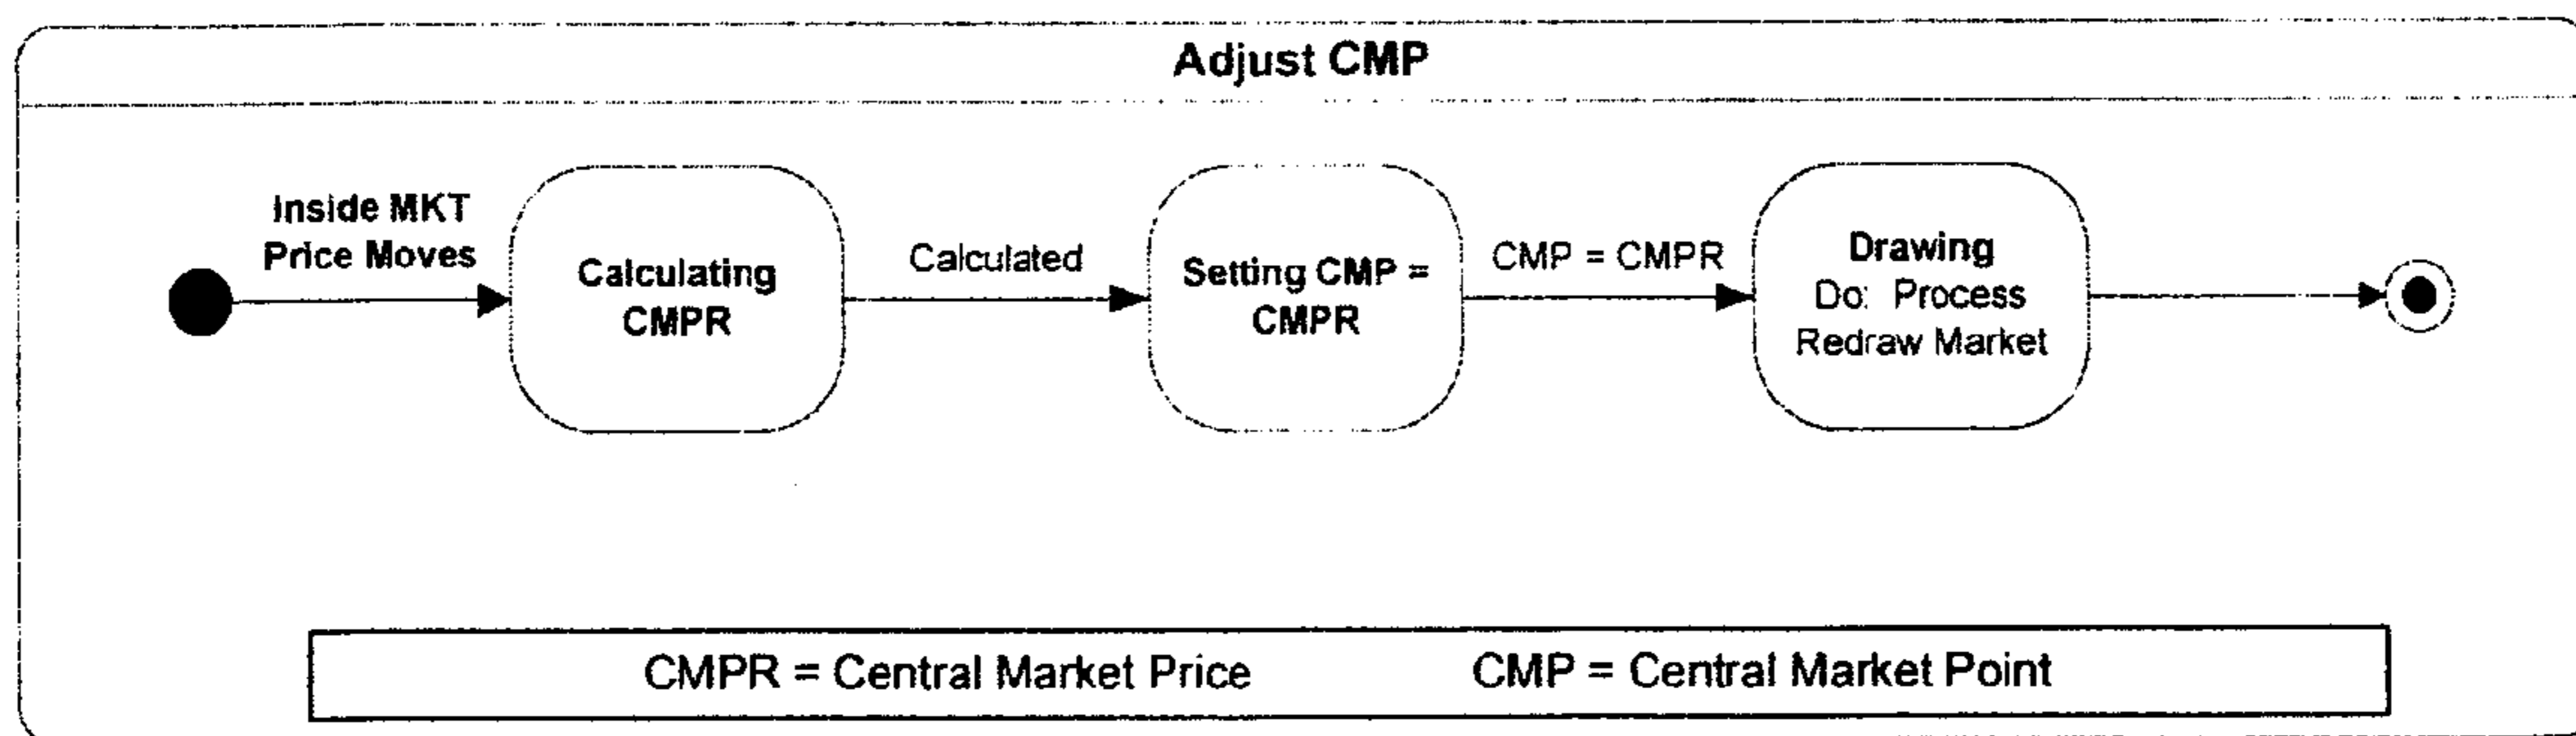 Adjust CMP
Inside MKT
Price Moves
Calculating
CMPR
Calculated
Setting CMP =
CMPR
CMP = CMPR
Drawing
Do: Process
Redraw Market
CMPR = Central Market Price CMP = Central Market Point